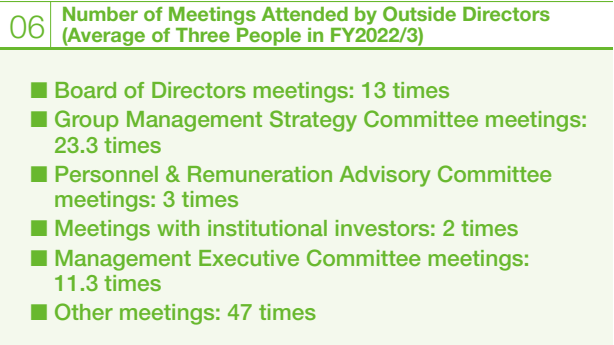 06
Number of Meetings Attended by Outside Directors
(Average of Three People in FY2022/3)
■ Board of Directors meetings: 13 times
■ Group Management Strategy Committee meetings:
23.3 times
■ Personnel & Remuneration Advisory Committee
meetings: 3 times
■ Meetings with institutional investors: 2 times
■ Management Executive Committee meetings:
11.3 times
■ Other meetings: 47 times